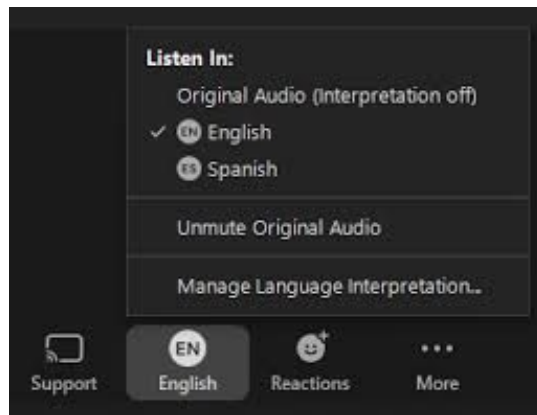 Listen In:
Original Audio (Interpretation off)
EN English
ES Spanish
Unmute Original Audio
Manage Language Interpretation...
Support
EN
English
Reactions
More